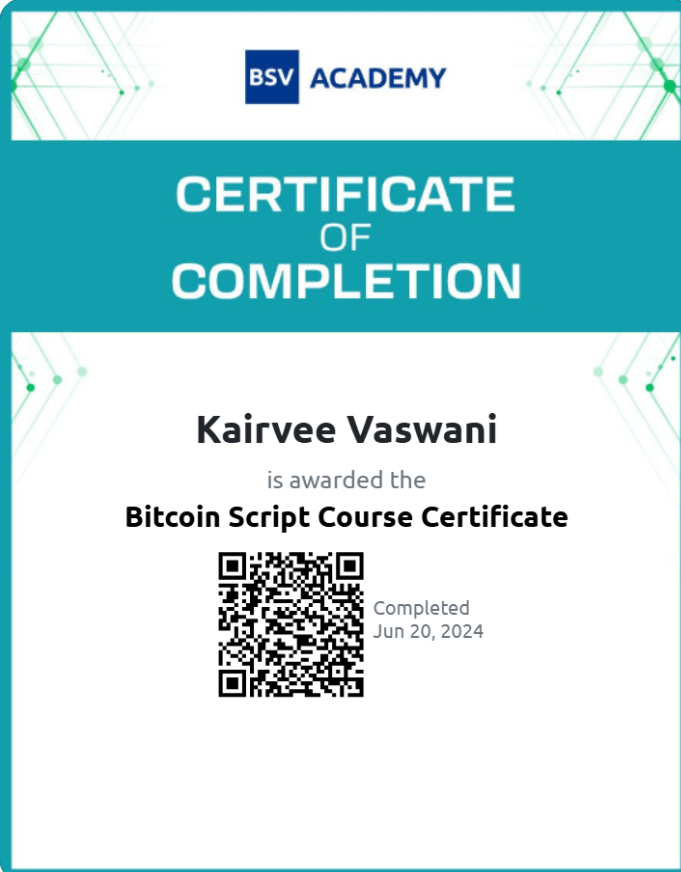 BSV ACADEMY
CERTIFICATE
OF
COMPLETION
Kairvee Vaswani
is awarded the
Bitcoin Script Course Certificate
Completed
Jun 20, 2024